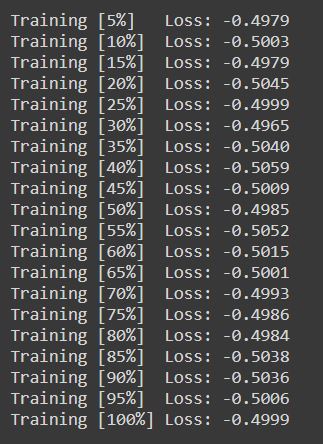 Training [5%] Loss: -0.4979
Training [10%] Loss: -0.5003
Training [15%] Loss: -0.4979
Training [20%] Loss: -0.5045
Training [25%] Loss: -0.4999
Training [30%] Loss: -0.4965
Training [35%] Loss: -0.5040
Training [40%] Loss: -0.5059
Training [45%] Loss: -0.5009
Training [50%] Loss: -0.4985
Training [55%] Loss: -0.5052
Training [60%] Loss: -0.5015
Training [65%] Loss: -0.5001
Training [70%] Loss: -0.4993
Training [75%] Loss: -0.4986
Training [80%] Loss: -0.4984
Training [85%] Loss: -0.5038
Training [90%] Loss: -0.5036
Training [95%] Loss: -0.5006
Training [100%] Loss: -0.4999